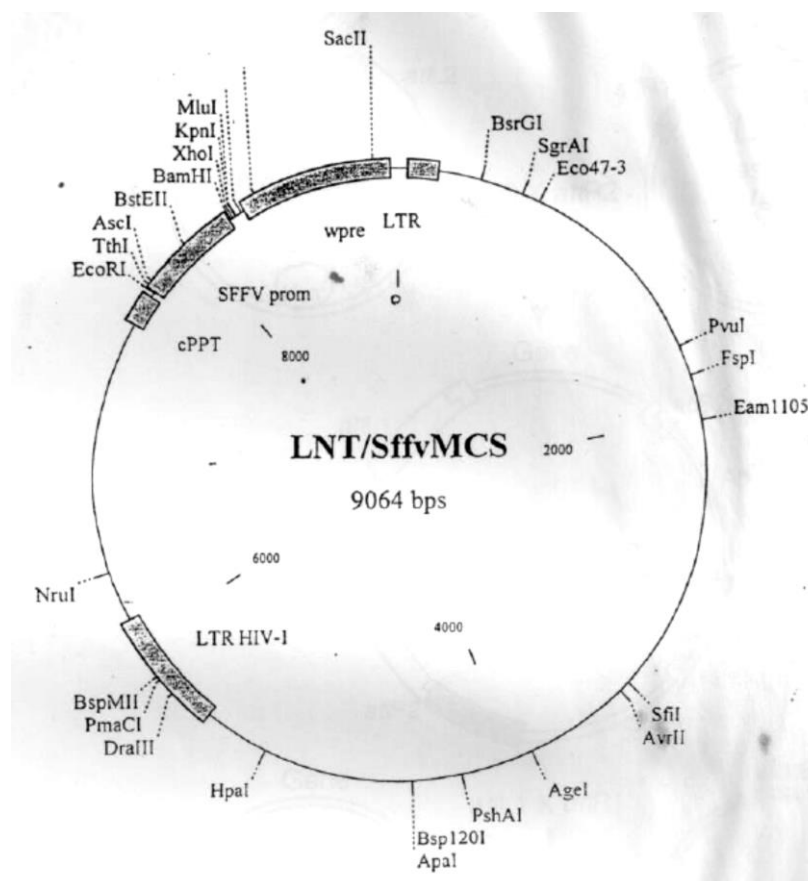 SacII
MluI
KpnI
XhoI
BamHI
BstEII
AscI
TthI
EcoRI
BsrGI
SgrAI
Eco47-3
wpre
LTR
SFFV prom
cPPT
0
8000
PvuI
FspI
Eam1105
LNT/SffvMCS
9064 bps
2000
NruI
6000
LTR HIV-1
4000
BspMII
PmaCI
DraIII
SfiI
AvrII
HpaI
AgeI
PshAI
Bsp120I
ApaI